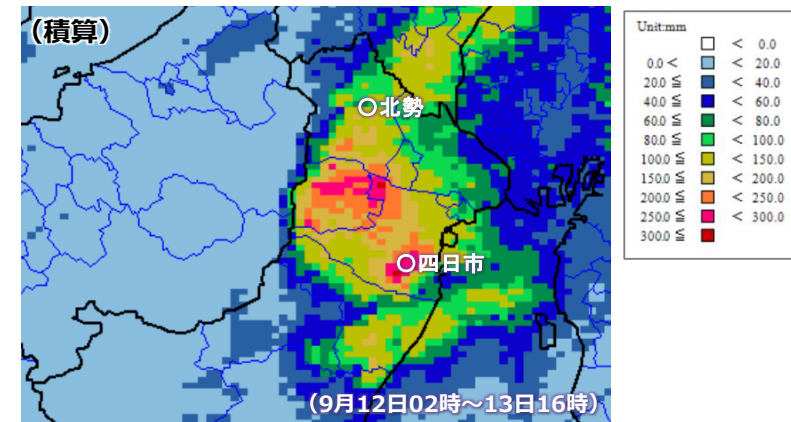 （積算）
○北勢
○四日市
（9月12日02時～13日16時）
Unit:mm
< 0.0
0.0 < < 20.0
20.0 ≦ < 40.0
40.0 ≦ < 60.0
60.0 ≦ < 80.0
80.0 ≦ < 100.0
100.0 ≦ < 150.0
150.0 ≦ < 200.0
200.0 ≦ < 250.0
250.0 ≦ < 300.0
300.0 ≦